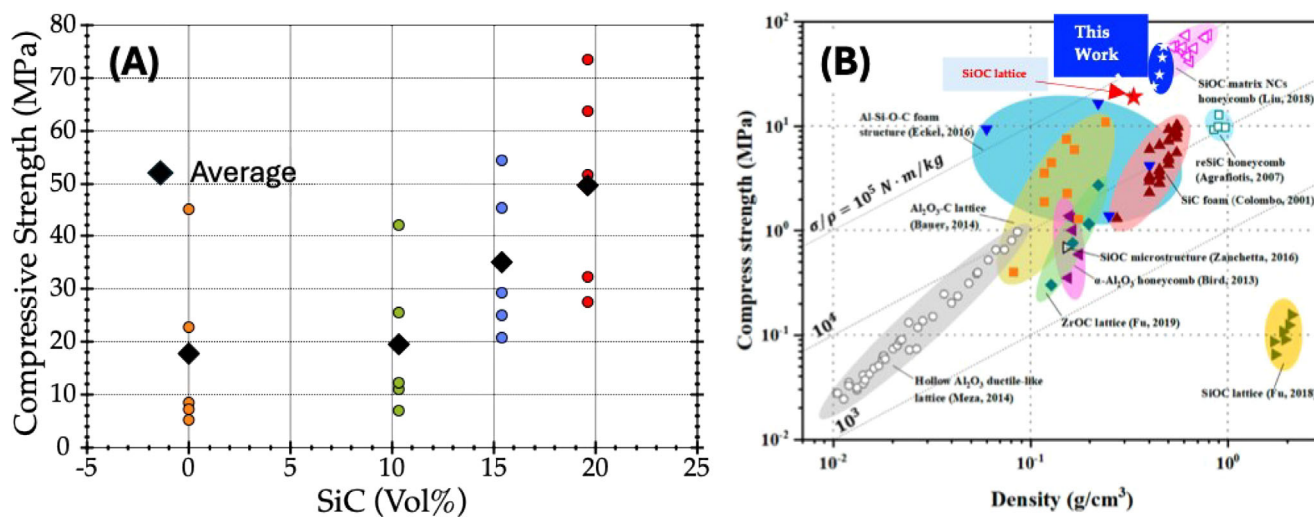 (A)
Compressive Strength (MPa)
80
70
60
50
40
30
20
10
0
Average
-5
0
5
10
15
20
25
SiC (Vol%)
(B)
Compress strength (MPa)
10²
10¹
10⁰
10⁻¹
10⁻²
This
Work
SiOC lattice
SiOC matrix NCs
honeycomb (Liu, 2018)
Al-Si-O-C foam
structure (Eckel, 2016)
σ/ρ = 10⁵ N · m/kg
reSiC honeycomb
(Agrafiotis, 2007)
SiC foam (Colombo, 2001)
Al₂O₃-C lattice
(Bauer, 2014)
SiOC microstructure (Zanchetta, 2016)
α-Al₂O₃ honeycomb (Bird, 2013)
ZrOC lattice (Fu, 2019)
10⁴
Hollow Al₂O₃ ductile-like
lattice (Meza, 2014)
SiOC lattice (Fu, 2018)
10³
10⁻²
10⁻¹
10⁰
Density (g/cm³)